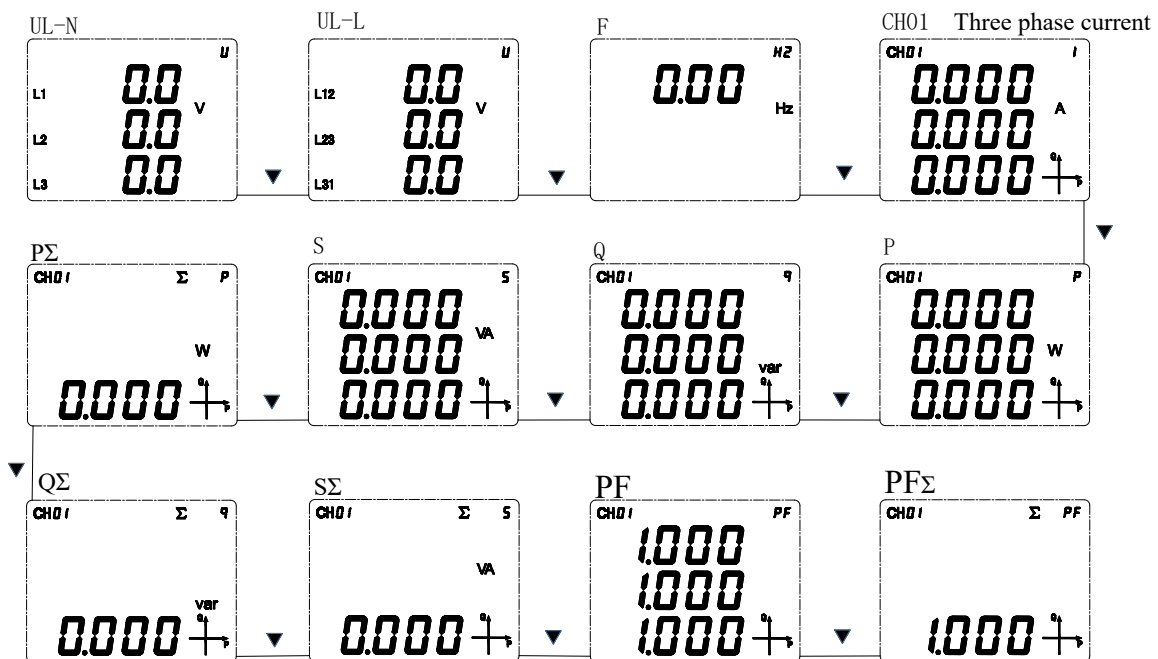 UL-N
U
L1 0.0
V
L2 0.0
L3 0.0
▼
UL-L
U
L12 0.0
V
L23 0.0
L31 0.0
▼
F
HZ
0.00
Hz
▼
CH01 Three phase current
CH01 I
0.000
A
0.000
0.000
Q
P
▼
PΣ
CH01 Σ P
W
0.000
Q
P
▼
S
CH01 S
0.000
VA
0.000
0.000
Q
P
▼
Q
CH01 q
0.000
0.000
var
0.000
Q
P
▼
P
CH01 P
0.000
0.000 W
0.000
Q
P
▼
QΣ
CH01 Σ q
var
0.000
Q
P
▼
SΣ
CH01 Σ S
VA
0.000
Q
P
▼
PF
CH01 PF
1.000
1.000
1.000
Q
P
▼
PFΣ
CH01 Σ PF
1.000
Q
P